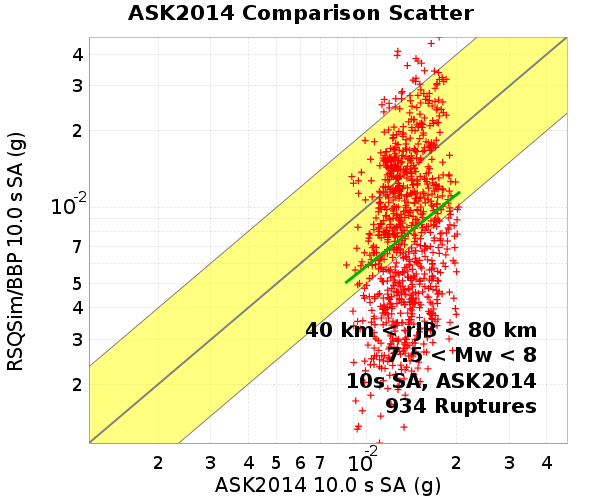 ASK2014 Comparison Scatter
RSQSim/BBP 10.0 s SA (g)
4
3
2
10-2
7
5
4
3
2
40 km < rJB < 80 km
7.5 < Mw < 8
10s SA, ASK2014
934 Ruptures
2 3 4 5 6 7 10-2 2 3 4
ASK2014 10.0 s SA (g)